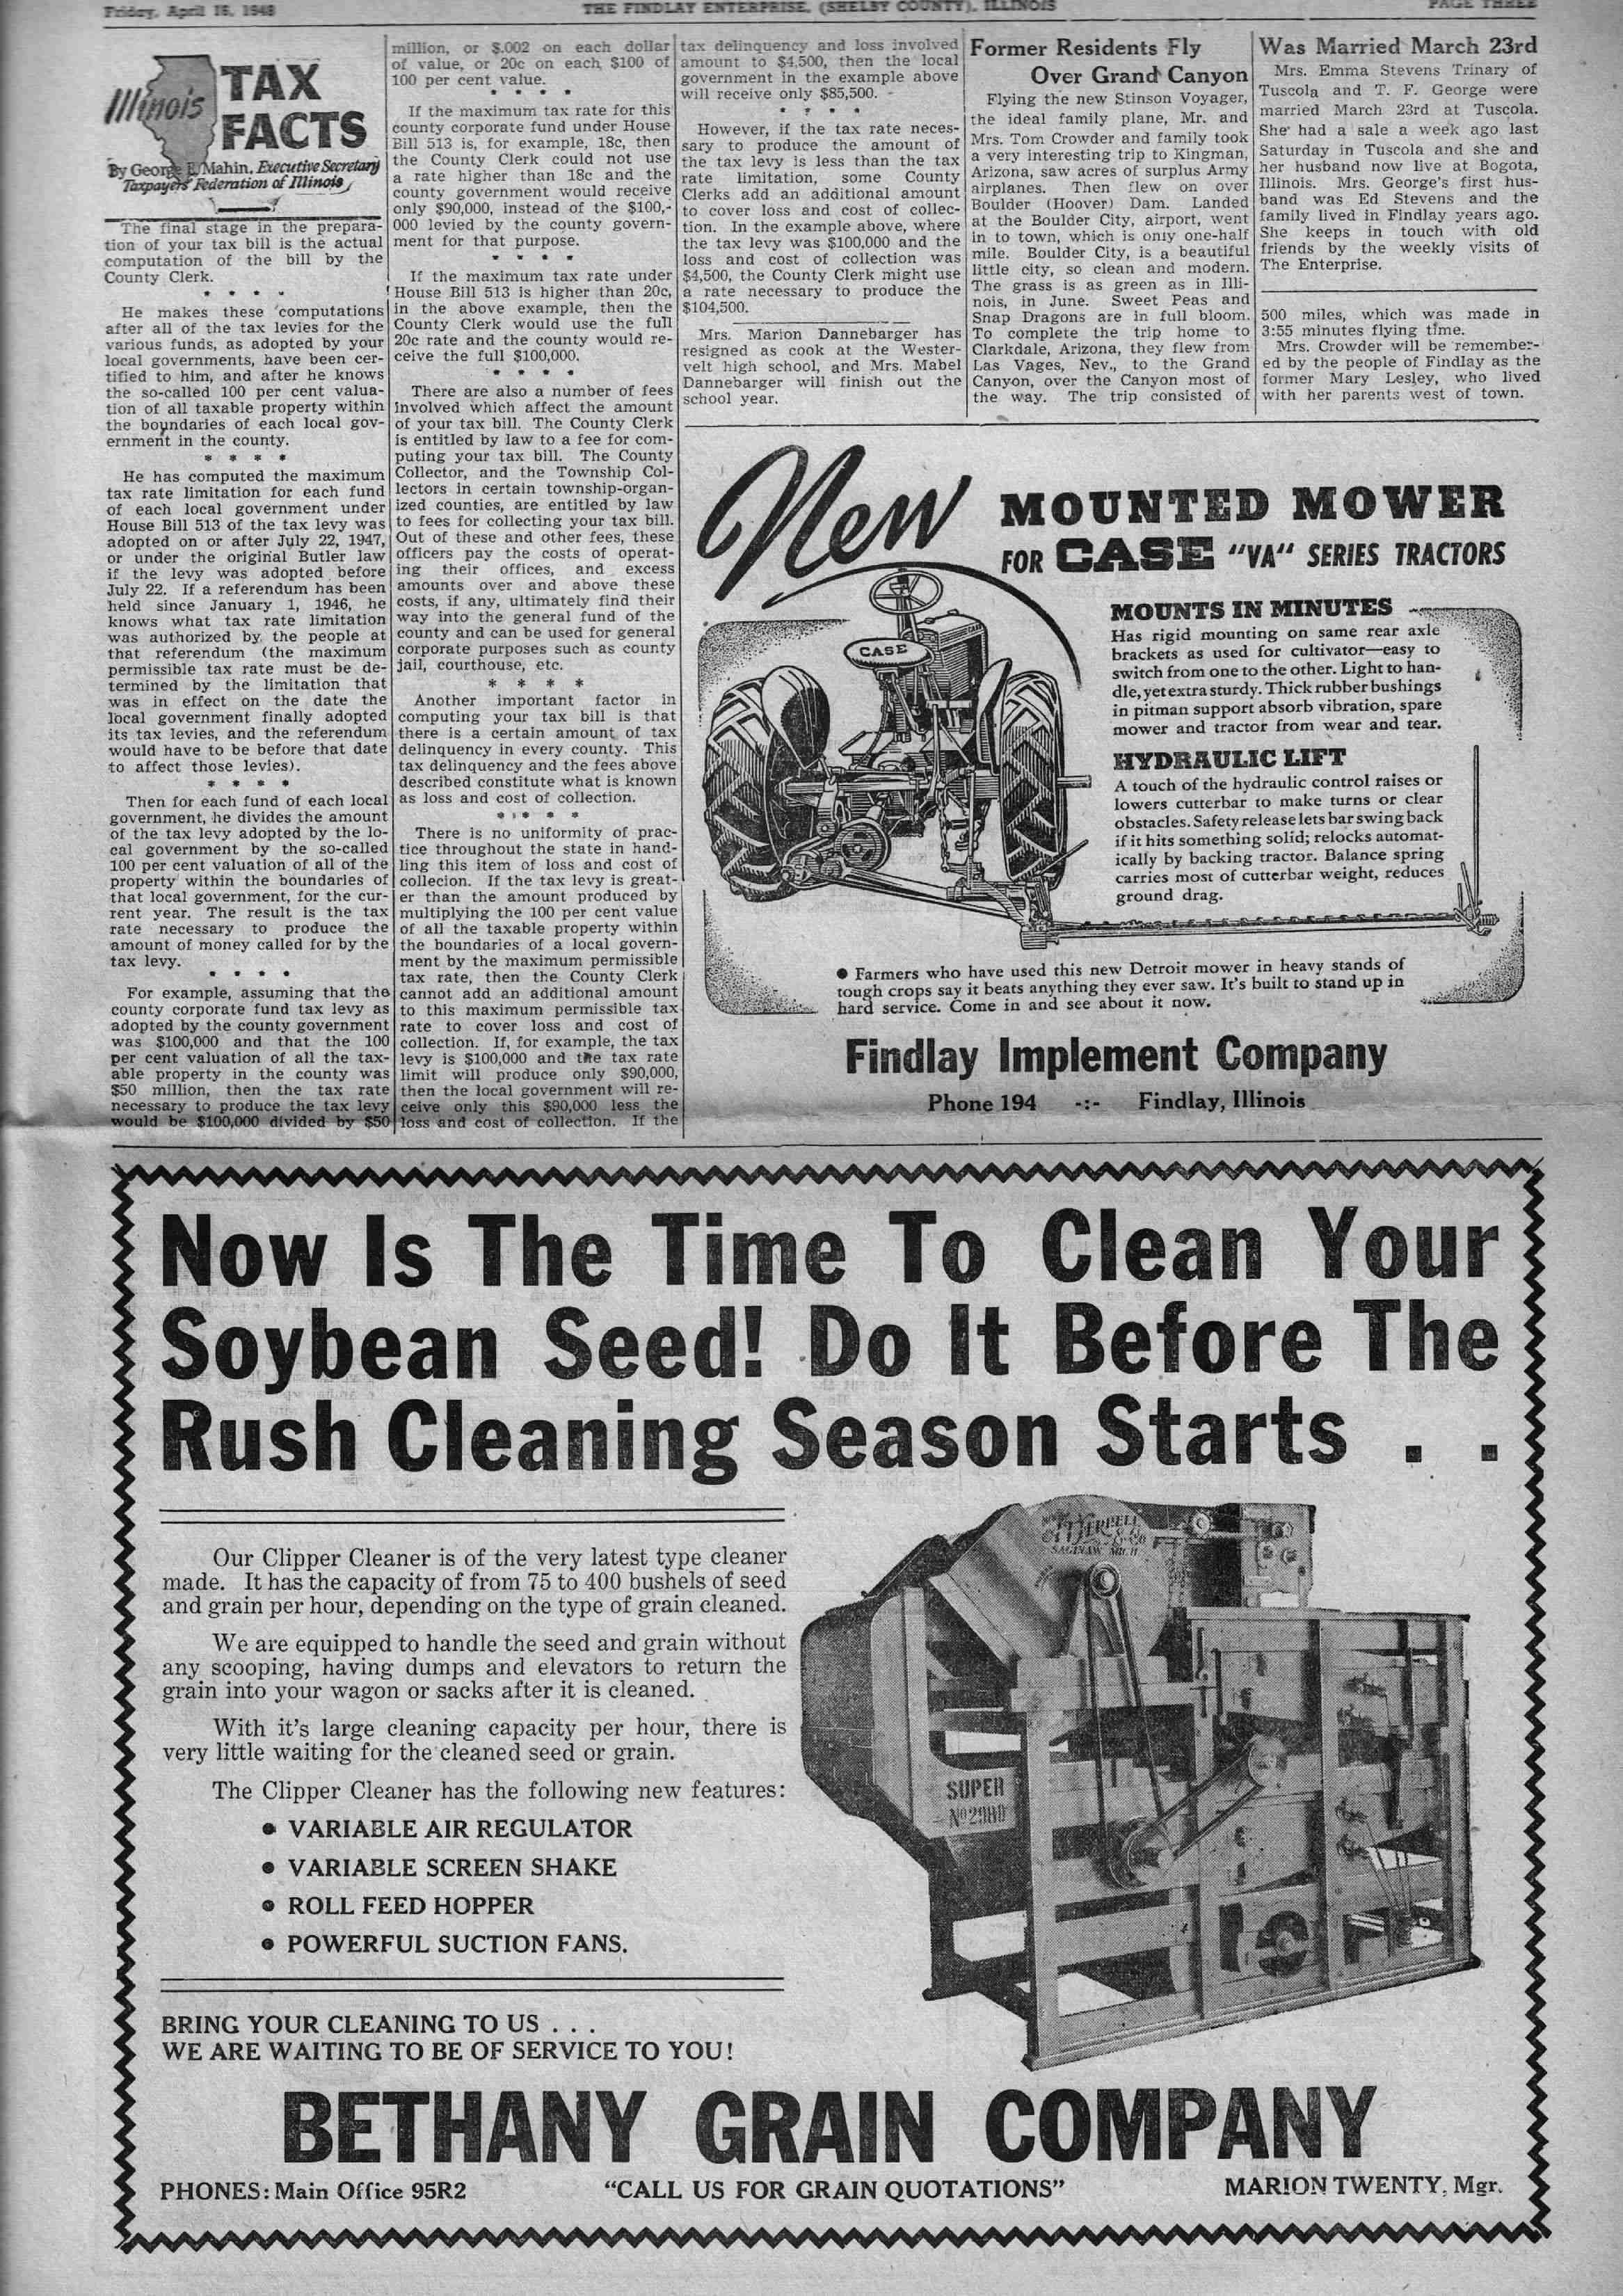 Friday, April 16, 1948
THE FINDLAY ENTERPRISE, (SHELBY COUNTY), ILLINOIS
PAGE THREE
Illinois
TAX
FACTS
By George E. Mahin, Executive Secretary
Taxpayers' Federation of Illinois
The final stage in the prepara-
tion of your tax bill is the actual
computation of the bill by the
County Clerk.
* * * *
He makes these computations
after all of the tax levies for the
various funds, as adopted by your
local governments, have been cer-
tified to him, and after he knows
the so-called 100 per cent valua-
tion of all taxable property within
the boundaries of each local gov-
ernment in the county.
* * * *
He has computed the maximum
tax rate limitation for each fund
of each local government under
House Bill 513 of the tax levy was
adopted on or after July 22, 1947,
or under the original Butler law
if the levy was adopted before
July 22. If a referendum has been
held since January 1, 1946, he
knows what tax rate limitation
was authorized by the people at
that referendum (the maximum
permissible tax rate must be de-
termined by the limitation that
was in effect on the date the
local government finally adopted
its tax levies, and the referendum
would have to be before that date
to affect those levies).
* * * *
Then for each fund of each local
government, he divides the amount
of the tax levy adopted by the lo-
cal government by the so-called
100 per cent valuation of all of the
property within the boundaries of
that local government, for the cur-
rent year. The result is the tax
rate necessary to produce the
amount of money called for by the
tax levy.
* * * *
For example, assuming that the
county corporate fund tax levy as
adopted by the county government
was $100,000 and that the 100
per cent valuation of all the tax-
able property in the county was
$50 million, then the tax rate
necessary to produce the tax levy
would be $100,000 divided by $50
million, or $.002 on each dollar
of value, or 20c on each $100 of
100 per cent value.
* * * *
If the maximum tax rate for this
county corporate fund under House
Bill 513 is, for example, 18c, then
the County Clerk could not use
a rate higher than 18c and the
county government would receive
only $90,000, instead of the $100,-
000 levied by the county govern-
ment for that purpose.
* * * *
If the maximum tax rate under
House Bill 513 is higher than 20c,
in the above example, then the
County Clerk would use the full
20c rate and the county would re-
ceive the full $100,000.
* * * *
There are also a number of fees
involved which affect the amount
of your tax bill. The County Clerk
is entitled by law to a fee for com-
puting your tax bill. The County
Collector, and the Township Col-
lectors in certain township-organ-
ized counties, are entitled by law
to fees for collecting your tax bill.
Out of these and other fees, these
officers pay the costs of operat-
ing their offices, and excess
amounts over and above these
costs, if any, ultimately find their
way into the general fund of the
county and can be used for general
corporate purposes such as county
jail, courthouse, etc.
* * * *
Another important factor in
computing your tax bill is that
there is a certain amount of tax
delinquency in every county. This
tax delinquency and the fees above
described constitute what is known
as loss and cost of collection.
* * * *
There is no uniformity of prac-
tice throughout the state in hand-
ling this item of loss and cost of
collecion. If the tax levy is great-
er than the amount produced by
multiplying the 100 per cent value
of all the taxable property within
the boundaries of a local govern-
ment by the maximum permissible
tax rate, then the County Clerk
cannot add an additional amount
to this maximum permissible tax
rate to cover loss and cost of
collection. If, for example, the tax
levy is $100,000 and the tax rate
limit will produce only $90,000,
then the local government will re-
ceive only this $90,000 less the
loss and cost of collection. If the
tax delinquency and loss involved
amount to $4,500, then the local
government in the example above
will receive only $85,500.
* * * *
However, if the tax rate neces-
sary to produce the amount of
the tax levy is less than the tax
rate limitation, some County
Clerks add an additional amount
to cover loss and cost of collec-
tion. In the example above, where
the tax levy was $100,000 and the
loss and cost of collection was
$4,500, the County Clerk might use
a rate necessary to produce the
$104,500.
Mrs. Marion Dannebarger has
resigned as cook at the Wester-
velt high school, and Mrs. Mabel
Dannebarger will finish out the
school year.
Former Residents Fly
Over Grand Canyon
Flying the new Stinson Voyager,
the ideal family plane, Mr. and
Mrs. Tom Crowder and family took
a very interesting trip to Kingman,
Arizona, saw acres of surplus Army
airplanes. Then flew on over
Boulder (Hoover) Dam. Landed
at the Boulder City, airport, went
in to town, which is only one-half
mile. Boulder City, is a beautiful
little city, so clean and modern.
The grass is as green as in Illi-
nois, in June. Sweet Peas and
Snap Dragons are in full bloom.
To complete the trip home to
Clarkdale, Arizona, they flew from
Las Vages, Nev., to the Grand
Canyon, over the Canyon most of
the way. The trip consisted of
Was Married March 23rd
Mrs. Emma Stevens Trinary of
Tuscola and T. F. George were
married March 23rd at Tuscola.
She had a sale a week ago last
Saturday in Tuscola and she and
her husband now live at Bogota,
Illinois. Mrs. George's first hus-
band was Ed Stevens and the
family lived in Findlay years ago.
She keeps in touch with old
friends by the weekly visits of
The Enterprise.
500 miles, which was made in
3:55 minutes flying time.
Mrs. Crowder will be remember-
ed by the people of Findlay as the
former Mary Lesley, who lived
with her parents west of town.
New
MOUNTED MOWER
FOR CASE "VA" SERIES TRACTORS
CASE
MOUNTS IN MINUTES
Has rigid mounting on same rear axle
brackets as used for cultivator—easy to
switch from one to the other. Light to han-
dle, yet extra sturdy. Thick rubber bushings
in pitman support absorb vibration, spare
mower and tractor from wear and tear.
HYDRAULIC LIFT
A touch of the hydraulic control raises or
lowers cutterbar to make turns or clear
obstacles. Safety release lets bar swing back
if it hits something solid; relocks automat-
ically by backing tractor. Balance spring
carries most of cutterbar weight, reduces
ground drag.
● Farmers who have used this new Detroit mower in heavy stands of
tough crops say it beats anything they ever saw. It's built to stand up in
hard service. Come in and see about it now.
Findlay Implement Company
Phone 194 -:- Findlay, Illinois
Now Is The Time To Clean Your
Soybean Seed! Do It Before The
Rush Cleaning Season Starts . .
Our Clipper Cleaner is of the very latest type cleaner
made. It has the capacity of from 75 to 400 bushels of seed
and grain per hour, depending on the type of grain cleaned.
We are equipped to handle the seed and grain without
any scooping, having dumps and elevators to return the
grain into your wagon or sacks after it is cleaned.
With it's large cleaning capacity per hour, there is
very little waiting for the cleaned seed or grain.
The Clipper Cleaner has the following new features:
● VARIABLE AIR REGULATOR
● VARIABLE SCREEN SHAKE
● ROLL FEED HOPPER
● POWERFUL SUCTION FANS.
SAGINAW MICH.
SUPER
No 298D
BRING YOUR CLEANING TO US . . .
WE ARE WAITING TO BE OF SERVICE TO YOU!
BETHANY GRAIN COMPANY
PHONES: Main Office 95R2
"CALL US FOR GRAIN QUOTATIONS"
MARION TWENTY, Mgr.